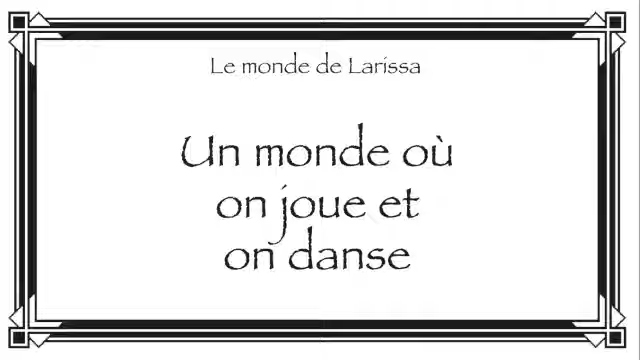 Le monde de Larissa
Un monde où
on joue et
on danse